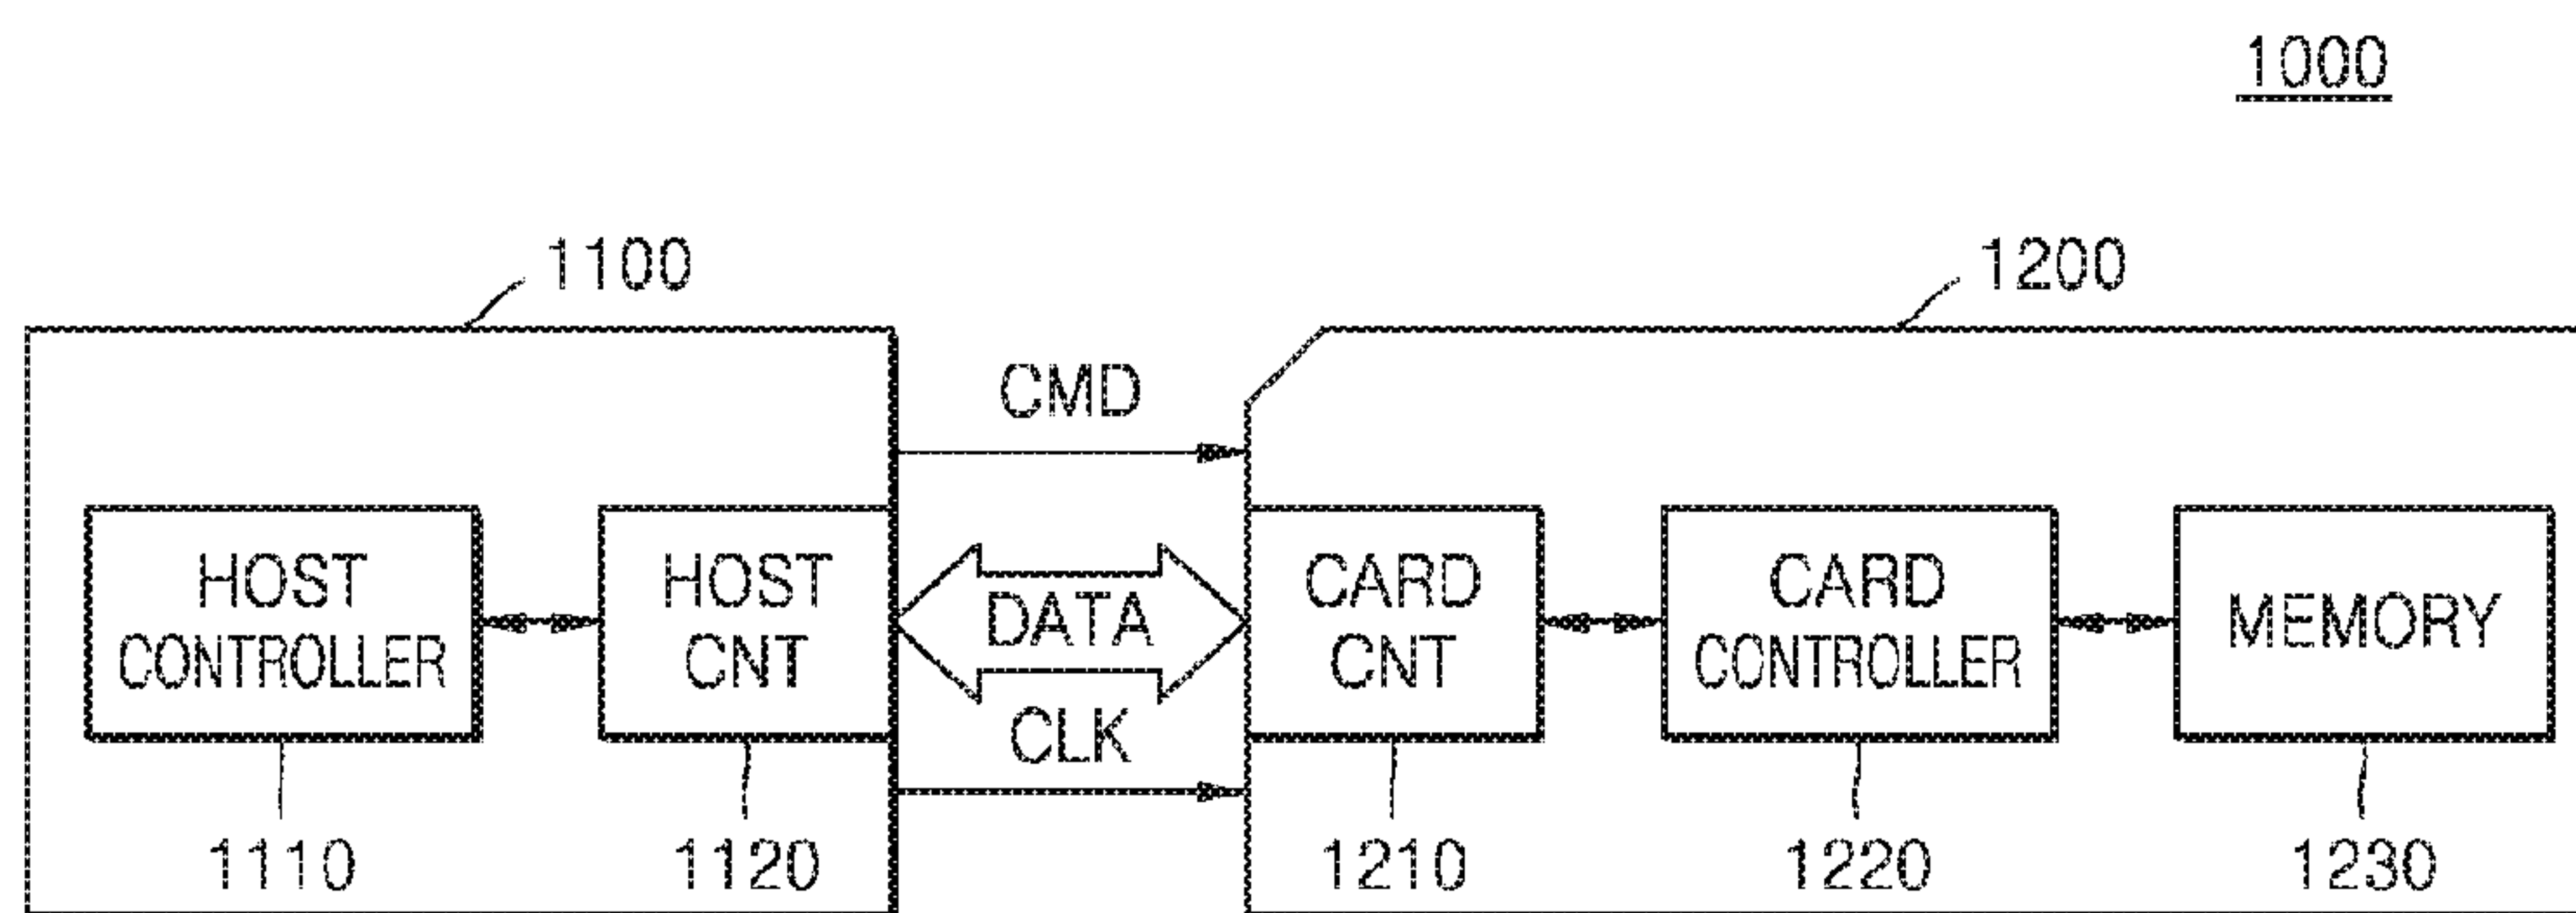 1000
1100
1200
CMD
HOST
CONTROLLER
HOST
CNT
DATA
CLK
CARD
CNT
CARD
CONTROLLER
MEMORY
1110
1120
1210
1220
1230